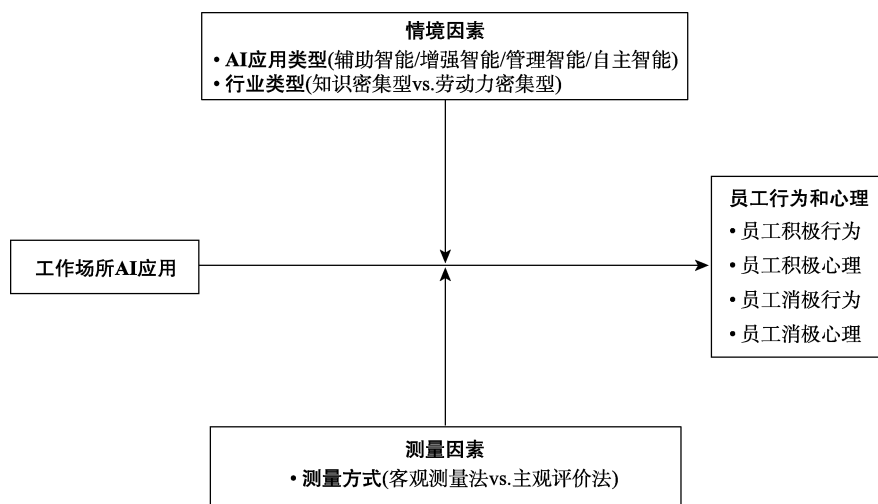 情境因素
• AI应用类型(辅助智能/增强智能/管理智能/自主智能)
• 行业类型(知识密集型vs.劳动力密集型)
员工行为和心理
• 员工积极行为
• 员工积极心理
• 员工消极行为
• 员工消极心理
工作场所AI应用
测量因素
• 测量方式(客观测量法vs.主观评价法)